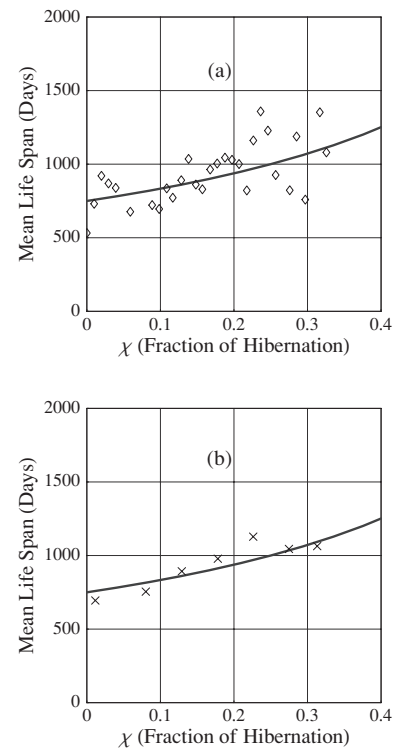 2000
(a)
1500
1000
500
0
Mean Life Span (Days)
0 0.1 0.2 0.3 0.4
χ (Fraction of Hibernation)
2000
(b)
1500
1000
500
0
Mean Life Span (Days)
0 0.1 0.2 0.3 0.4
χ (Fraction of Hibernation)